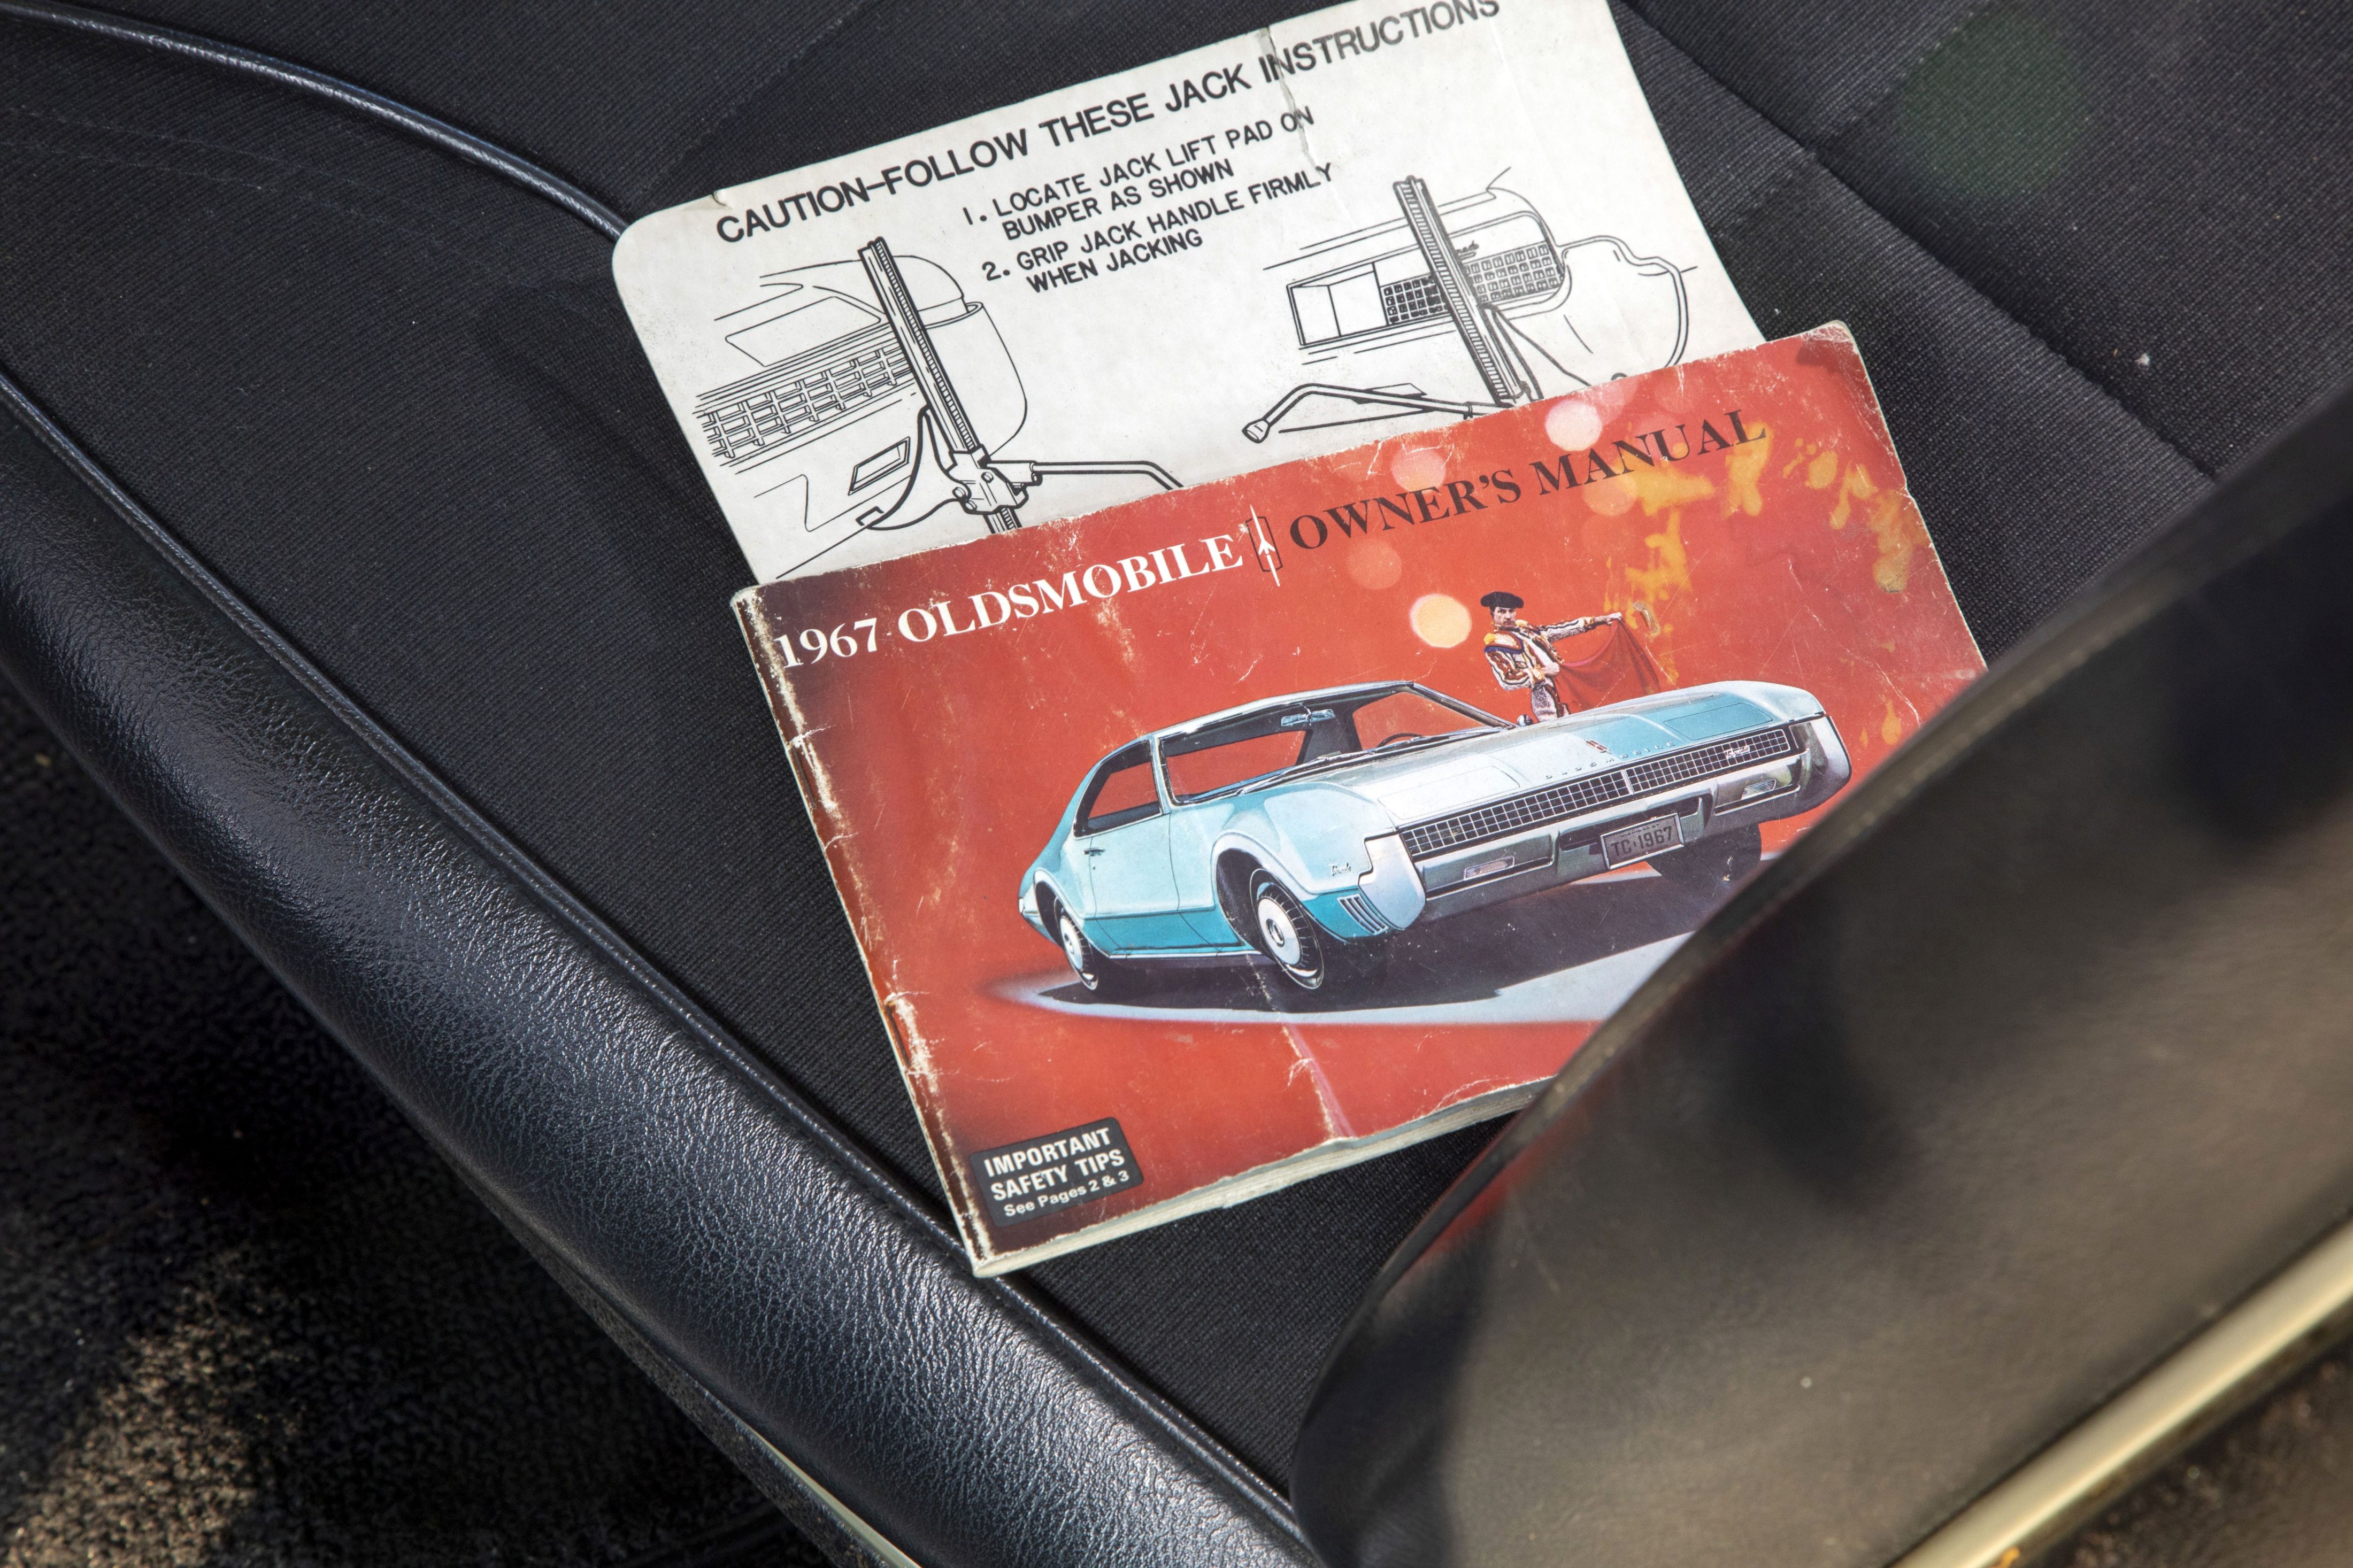 CAUTION-FOLLOW THESE JACK INSTRUCTIONS
1. LOCATE JACK LIFT PAD ON
BUMPER AS SHOWN
2. GRIP JACK HANDLE FIRMLY
WHEN JACKING
1967 OLDSMOBILE OWNER'S MANUAL
OLDSMOBILE
TC·1967
IMPORTANT
SAFETY TIPS
See Pages 2 & 3